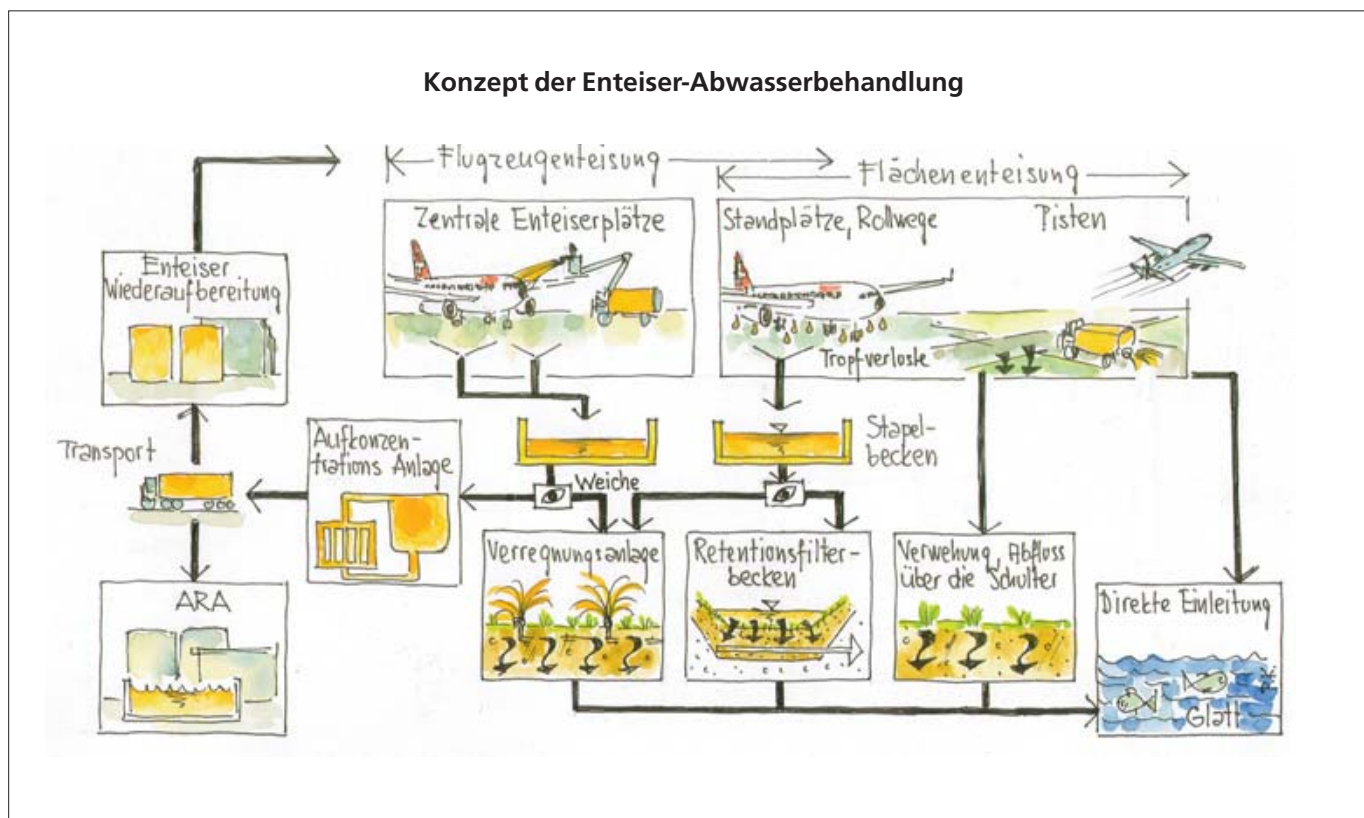 Konzept der Enteiser-Abwasserbehandlung
Flugzeugenteisung
Flächenenteisung
Zentrale Enteiserplätze
Standplätze, Rollwege
Pisten
Enteiser
Wiederaufbereitung
Tropfverloste
Transport
Aufkonzen-
trations Anlage
Weiche
Stapel-
becken
ARA
Verregnungsanlage
Retentionsfilter-
becken
Verwehung, Abfluss
über die Schulter
Direkte Einleitung
Glatt